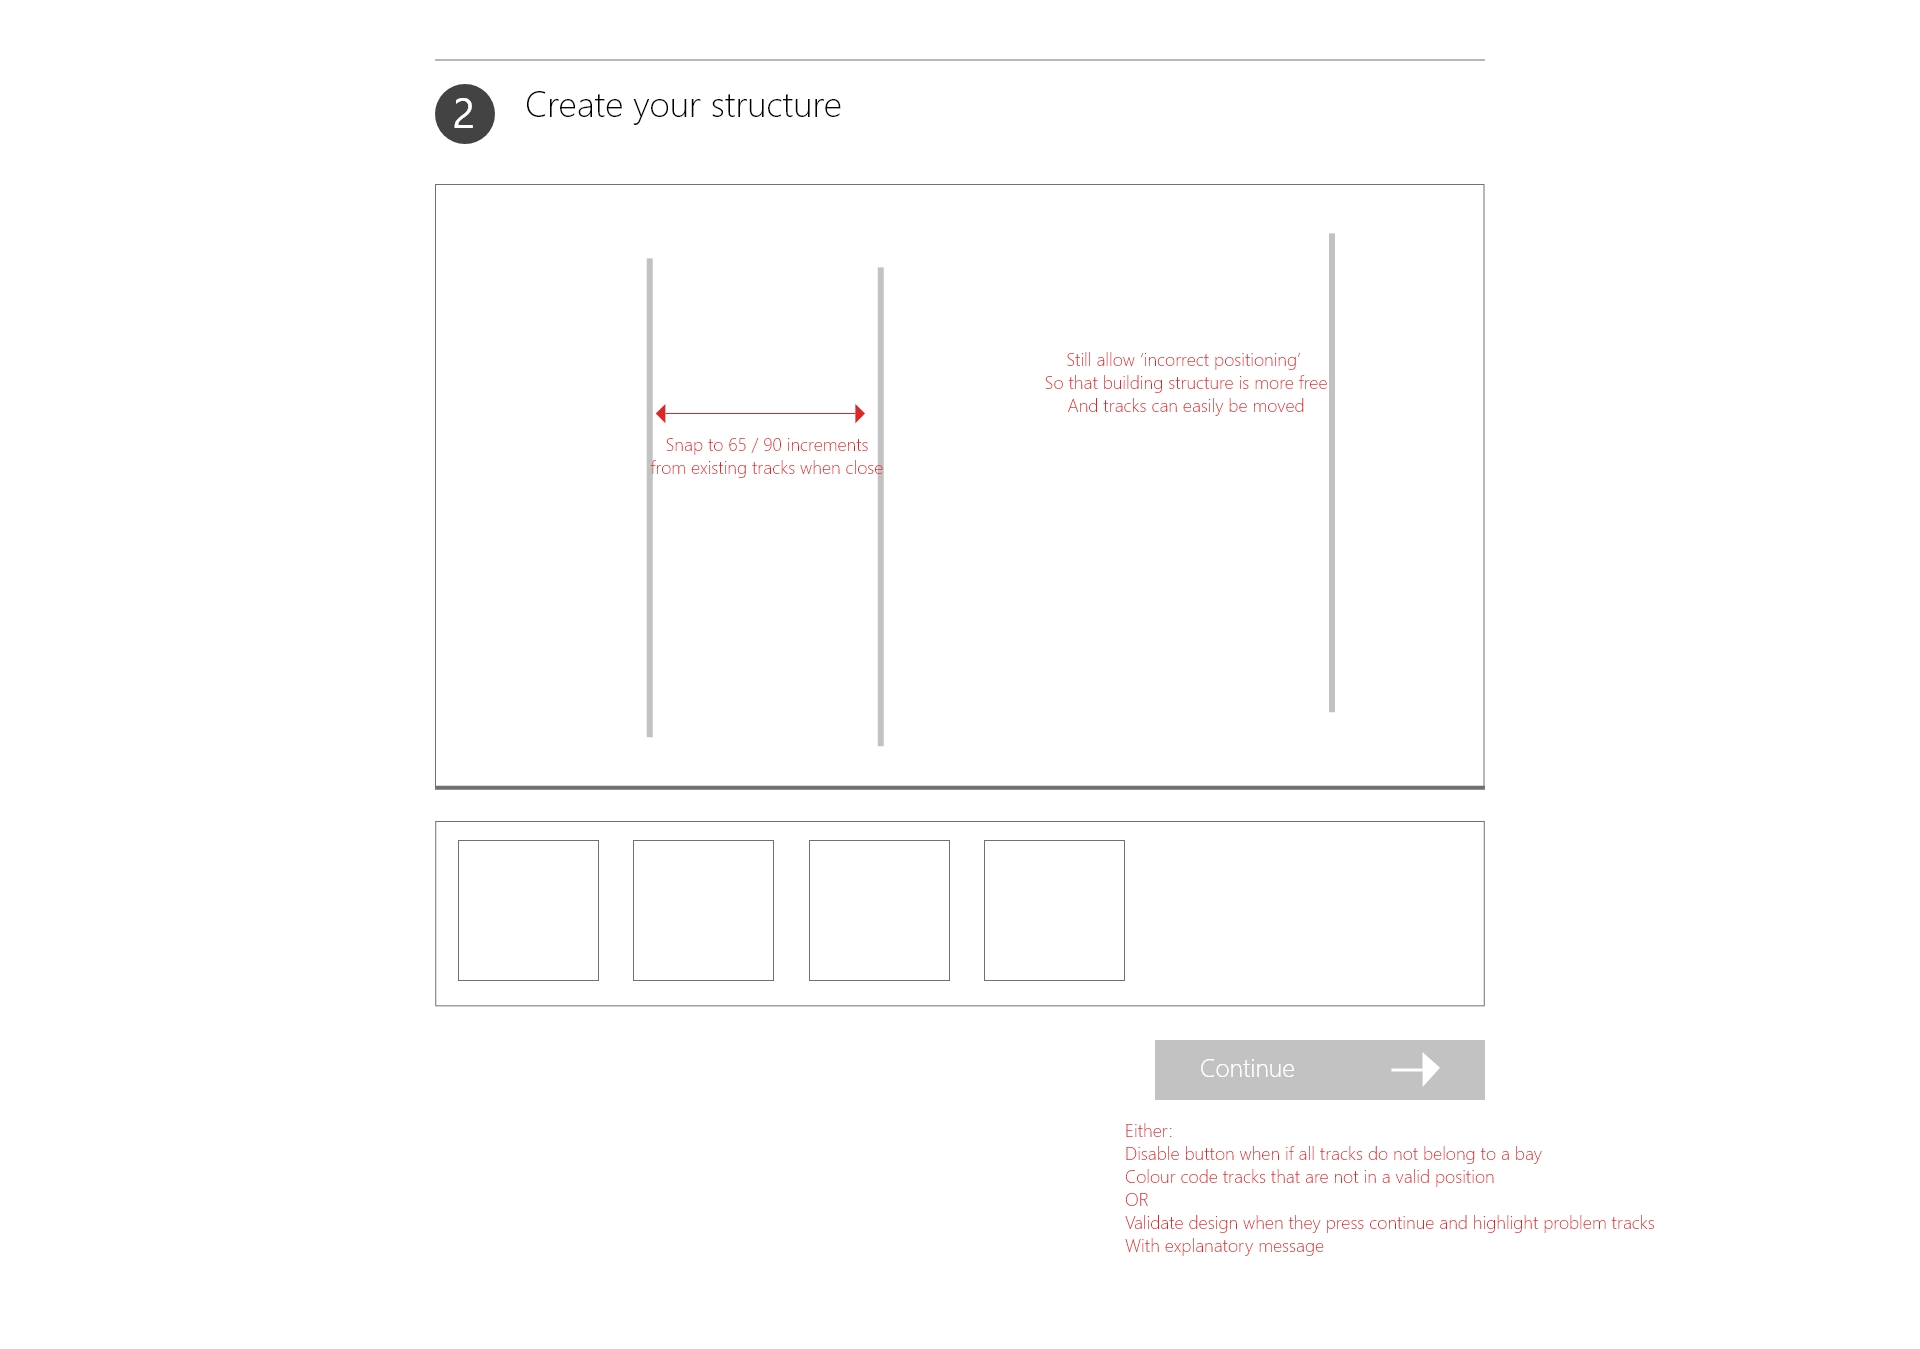 2
Create your structure
Still allow ‘incorrect positioning’
So that building structure is more free
And tracks can easily be moved
Snap to 65 / 90 increments
from existing tracks when close
Continue
Either:
Disable button when if all tracks do not belong to a bay
Colour code tracks that are not in a valid position
OR
Validate design when they press continue and highlight problem tracks
With explanatory message